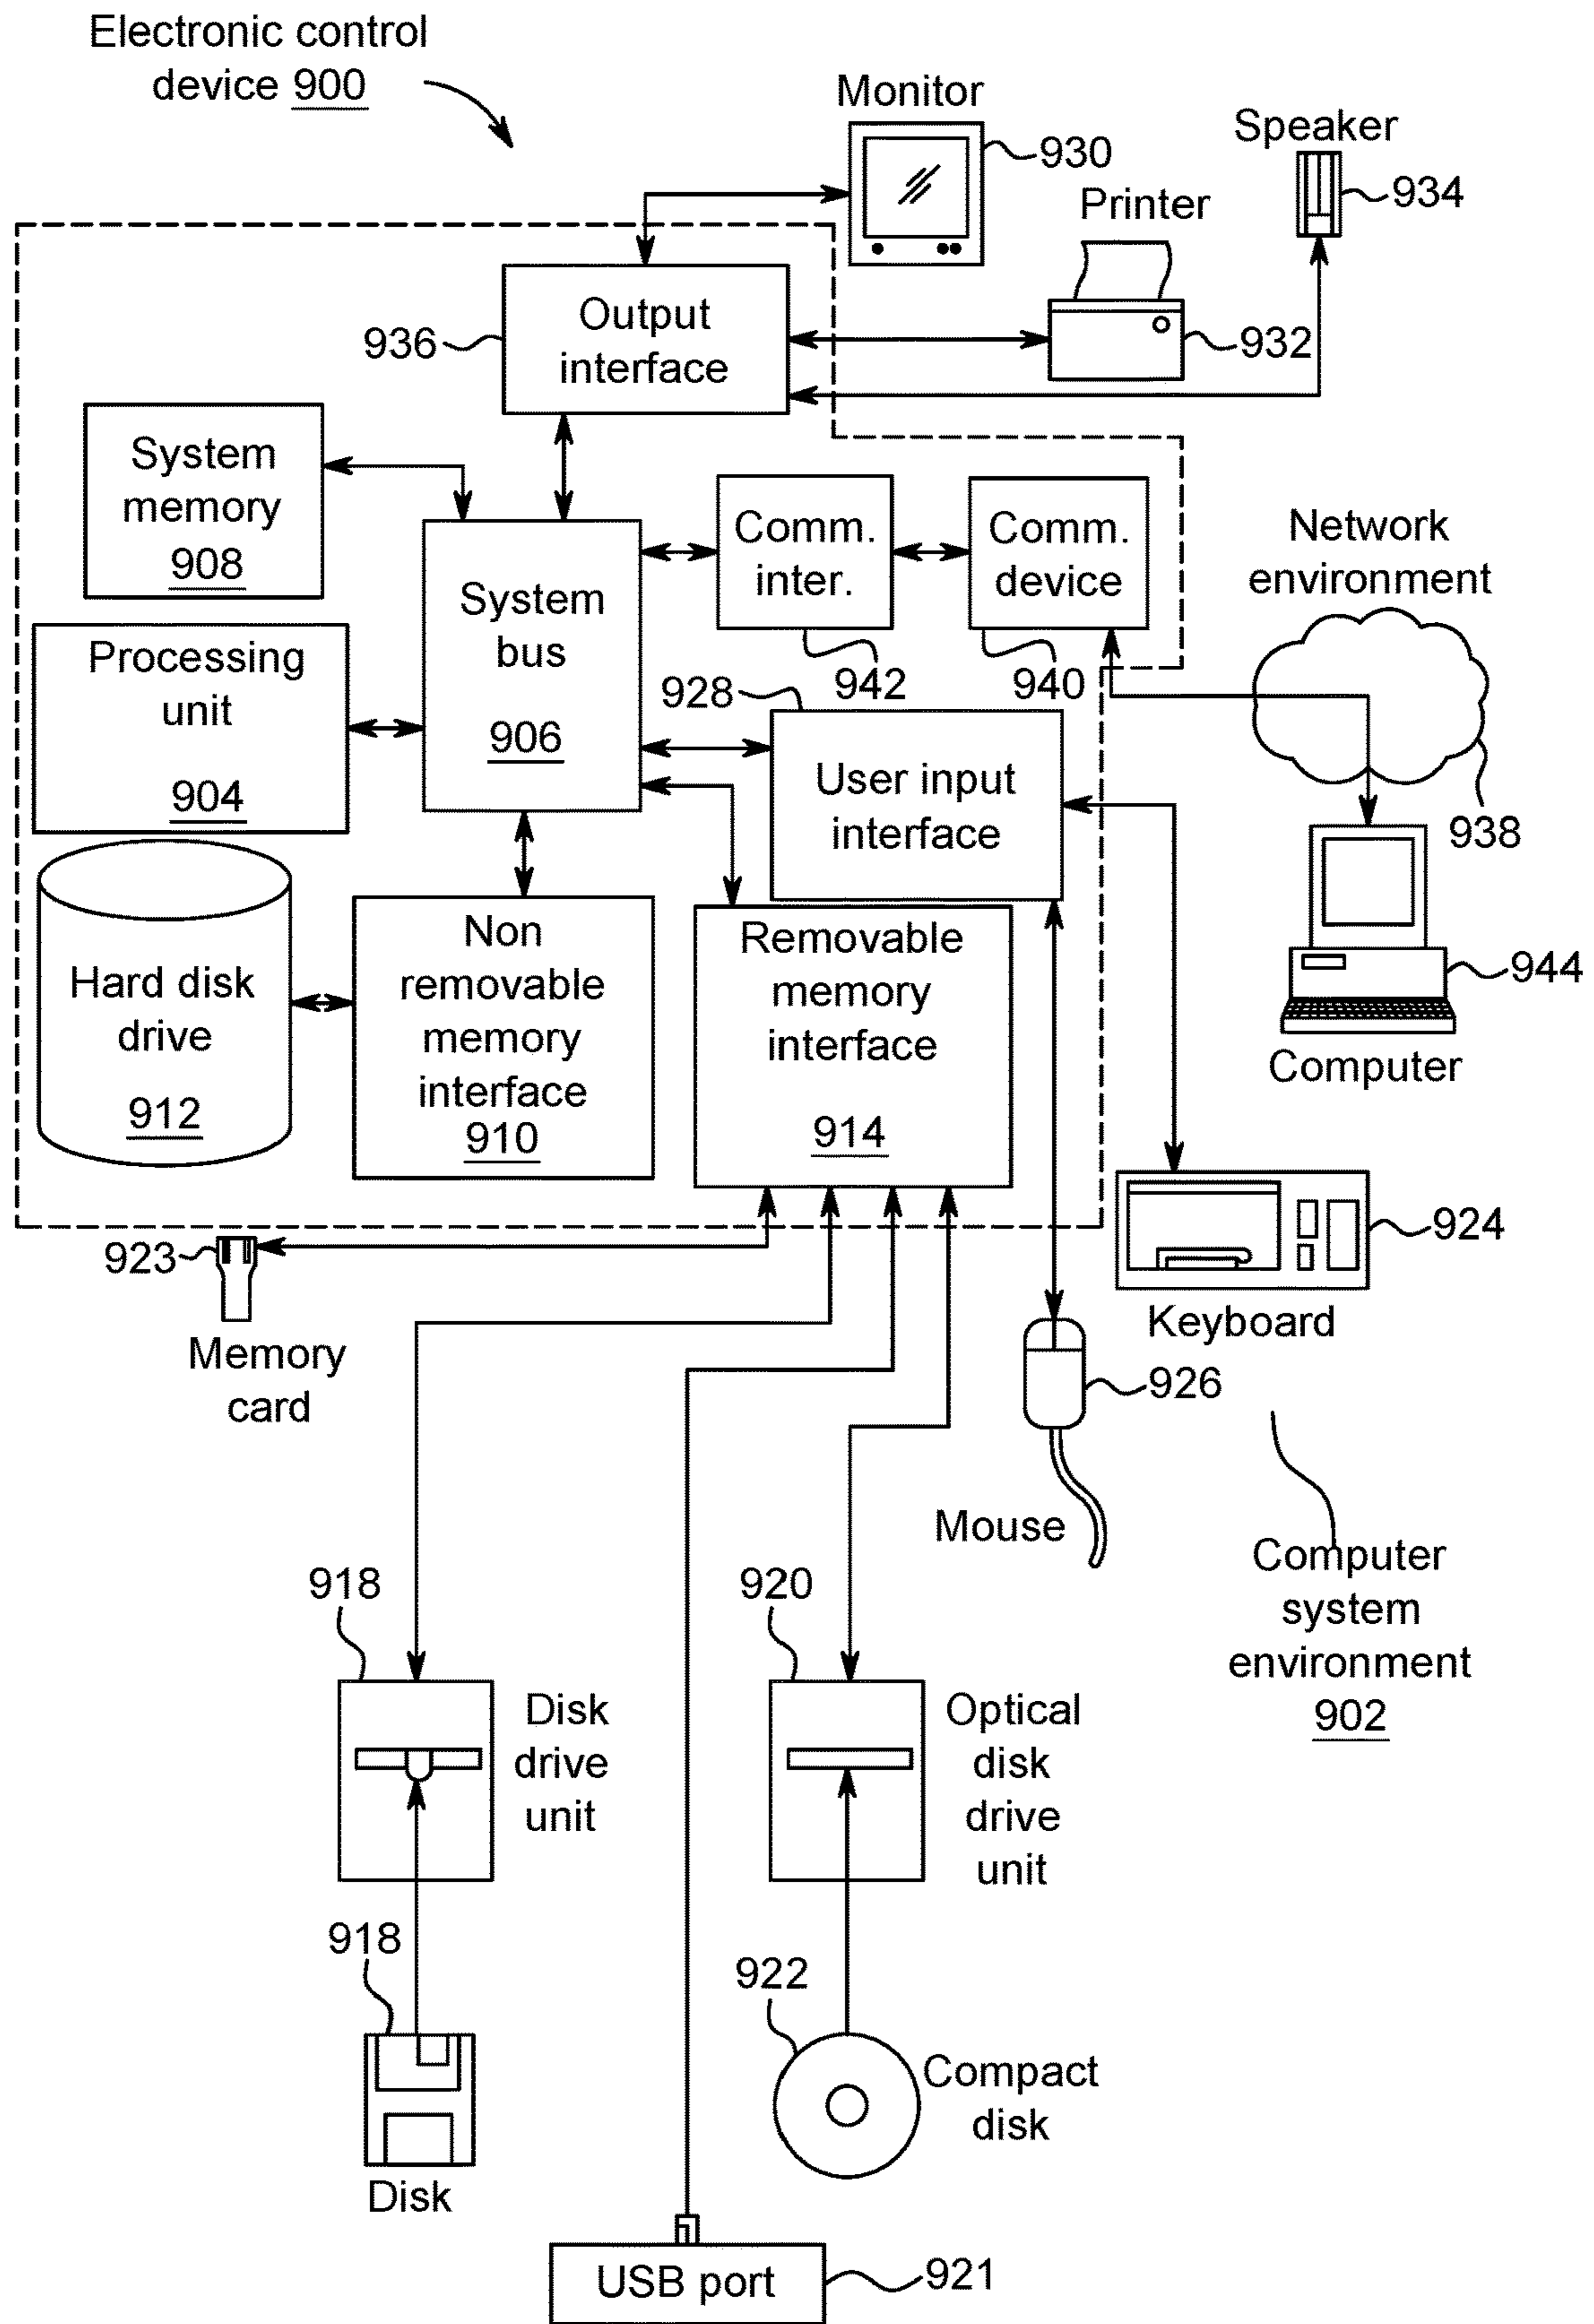 Electronic control
device 900
Monitor
930
Speaker
934
Printer
932
Output
interface
936
System
memory
908
Comm.
inter.
942
Comm.
device
940
Network
environment
938
System
bus
906
Processing
unit
904
928
User input
interface
944
Computer
Hard disk
drive
912
Non
removable
memory
interface
910
Removable
memory
interface
914
923
Memory
card
924
Keyboard
926
Mouse
Computer
system
environment
902
918
Disk
drive
unit
920
Optical
disk
drive
unit
918
Disk
922
Compact
disk
USB port
921